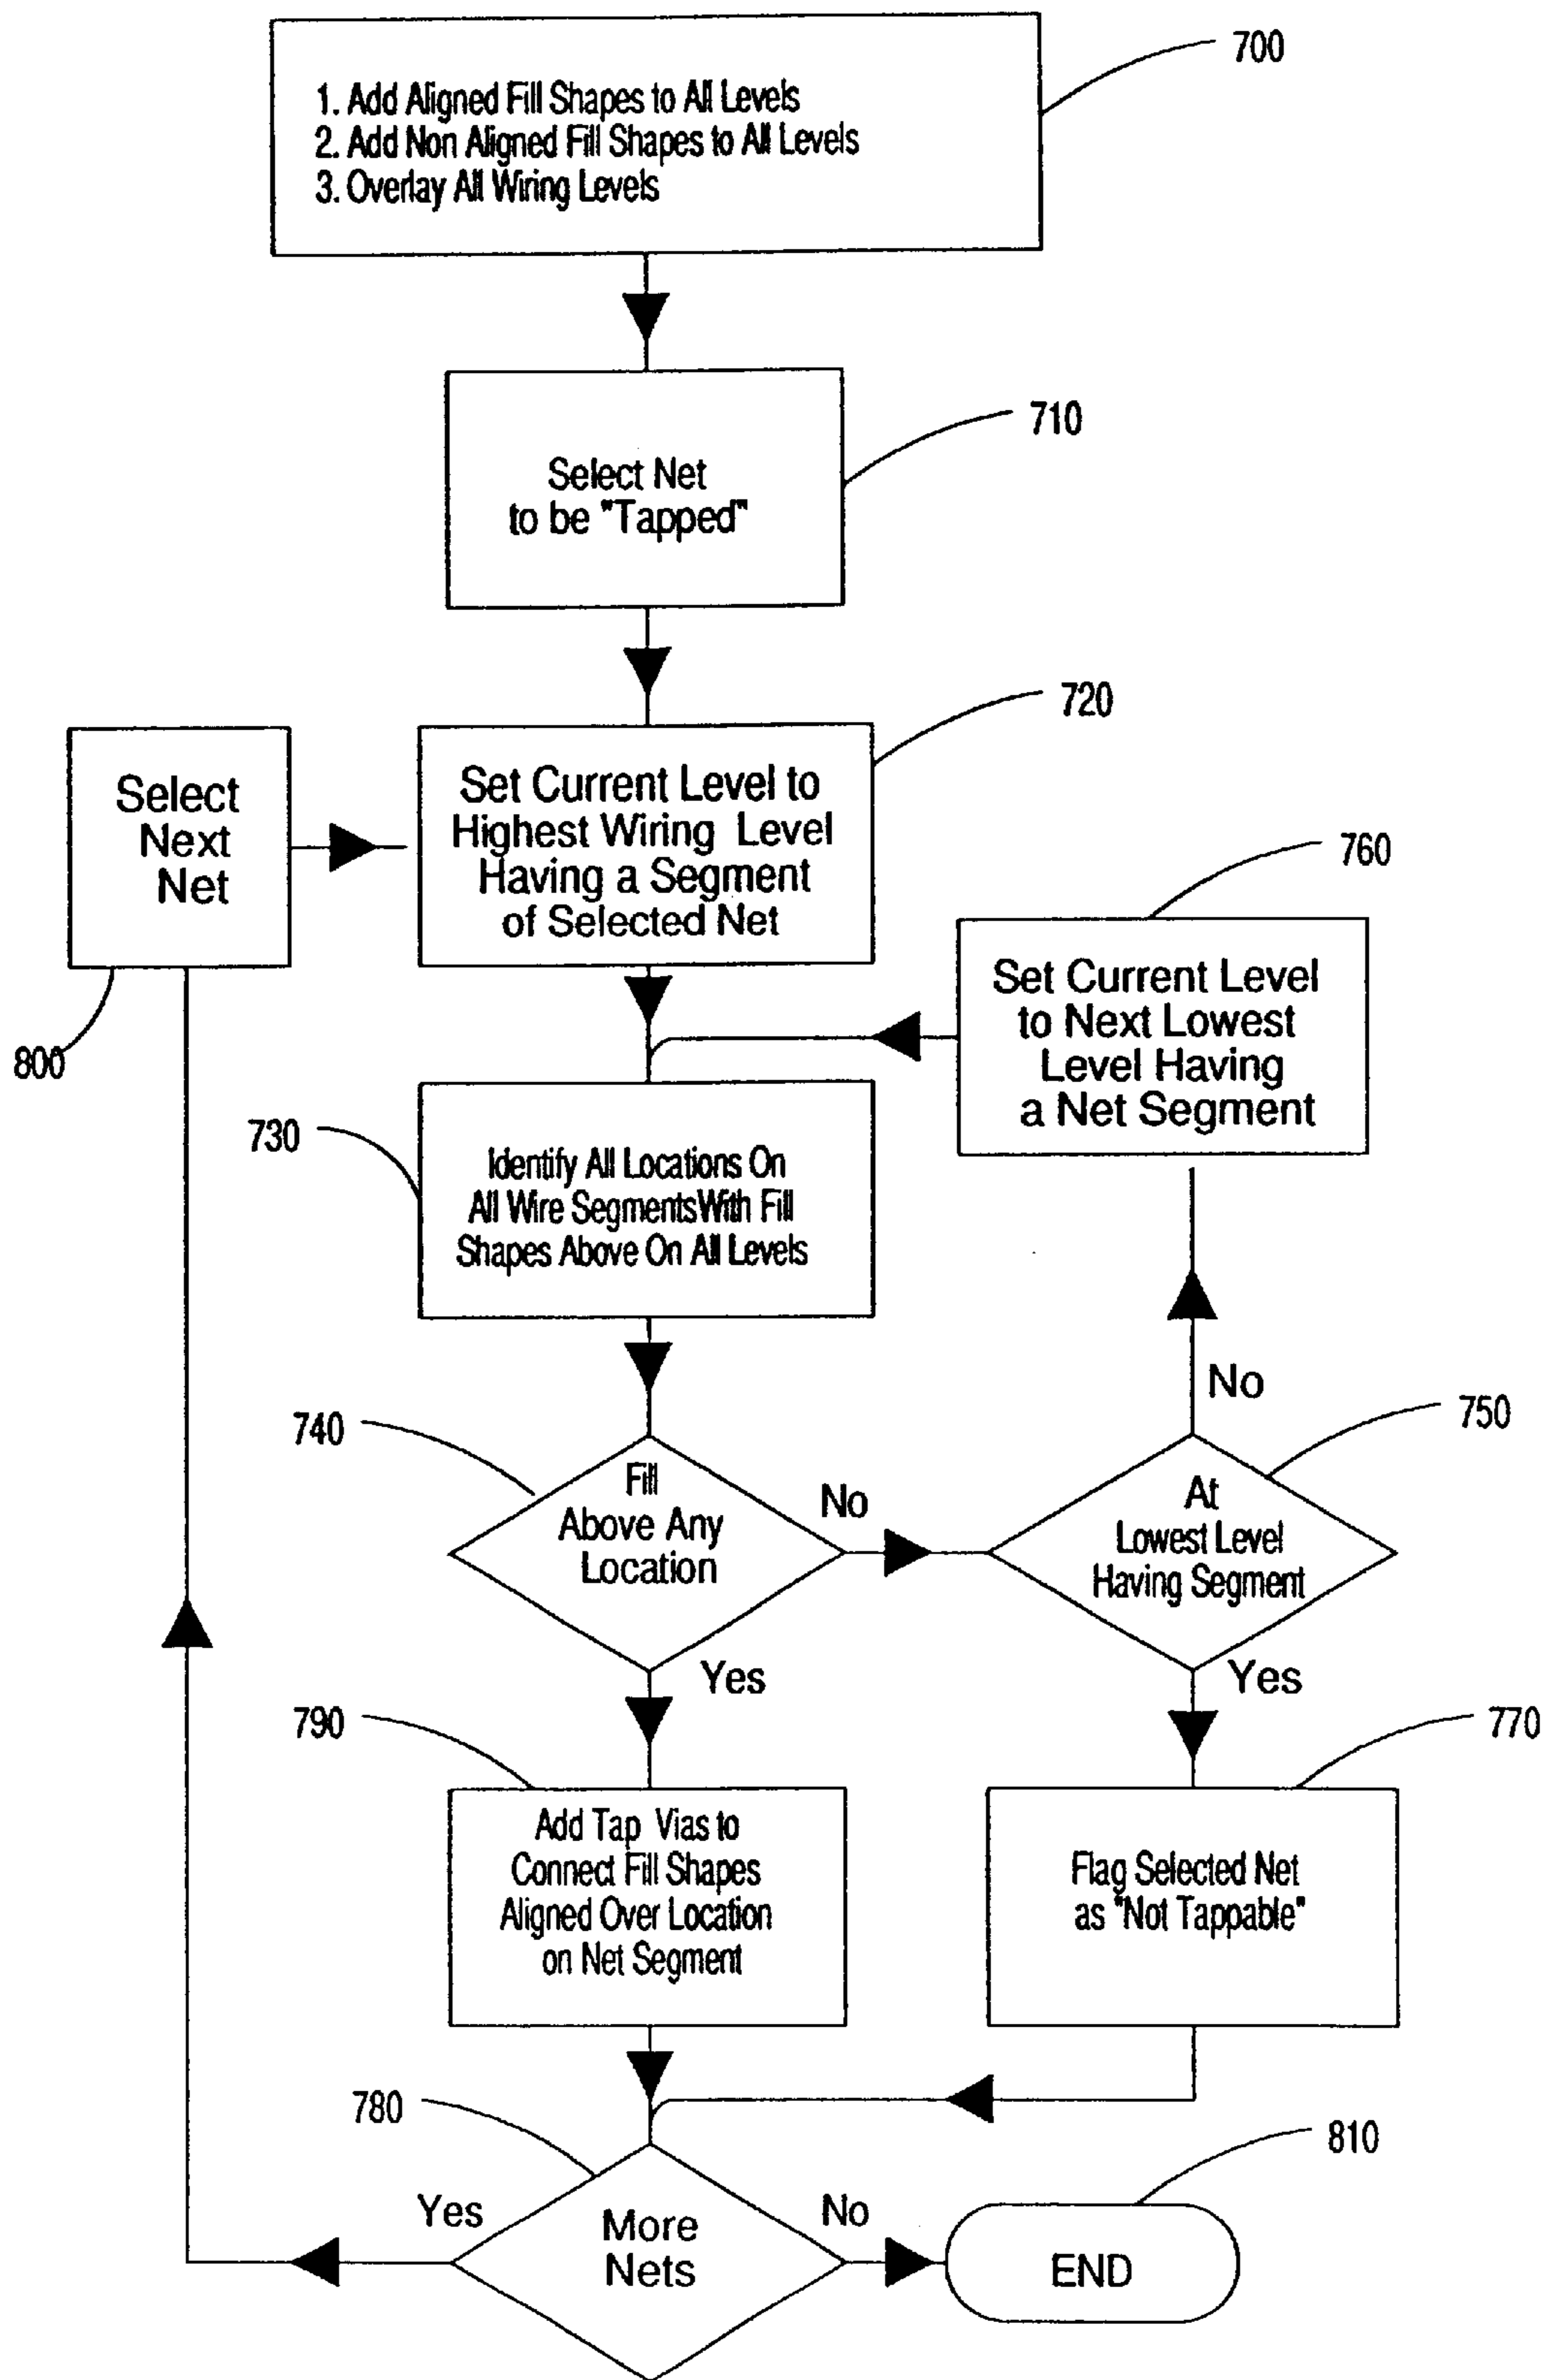 700
1. Add Aligned Fill Shapes to All Levels
2. Add Non Aligned Fill Shapes to All Levels
3. Overlay All Wiring Levels
710
Select Net
to be "Tapped"
720
Set Current Level to
Highest Wiring Level
Having a Segment
of Selected Net
Select
Next
Net
800
760
Set Current Level
to Next Lowest
Level Having
a Net Segment
730
Identify All Locations On
All Wire SegmentsWith Fill
Shapes Above On All Levels
740
Fill
Above Any
Location
No
Yes
750
At
Lowest Level
Having Segment
No
Yes
790
Add Tap Vias to
Connect Fill Shapes
Aligned Over Location
on Net Segment
770
Flag Selected Net
as "Not Tappable"
780
More
Nets
Yes
No
810
END